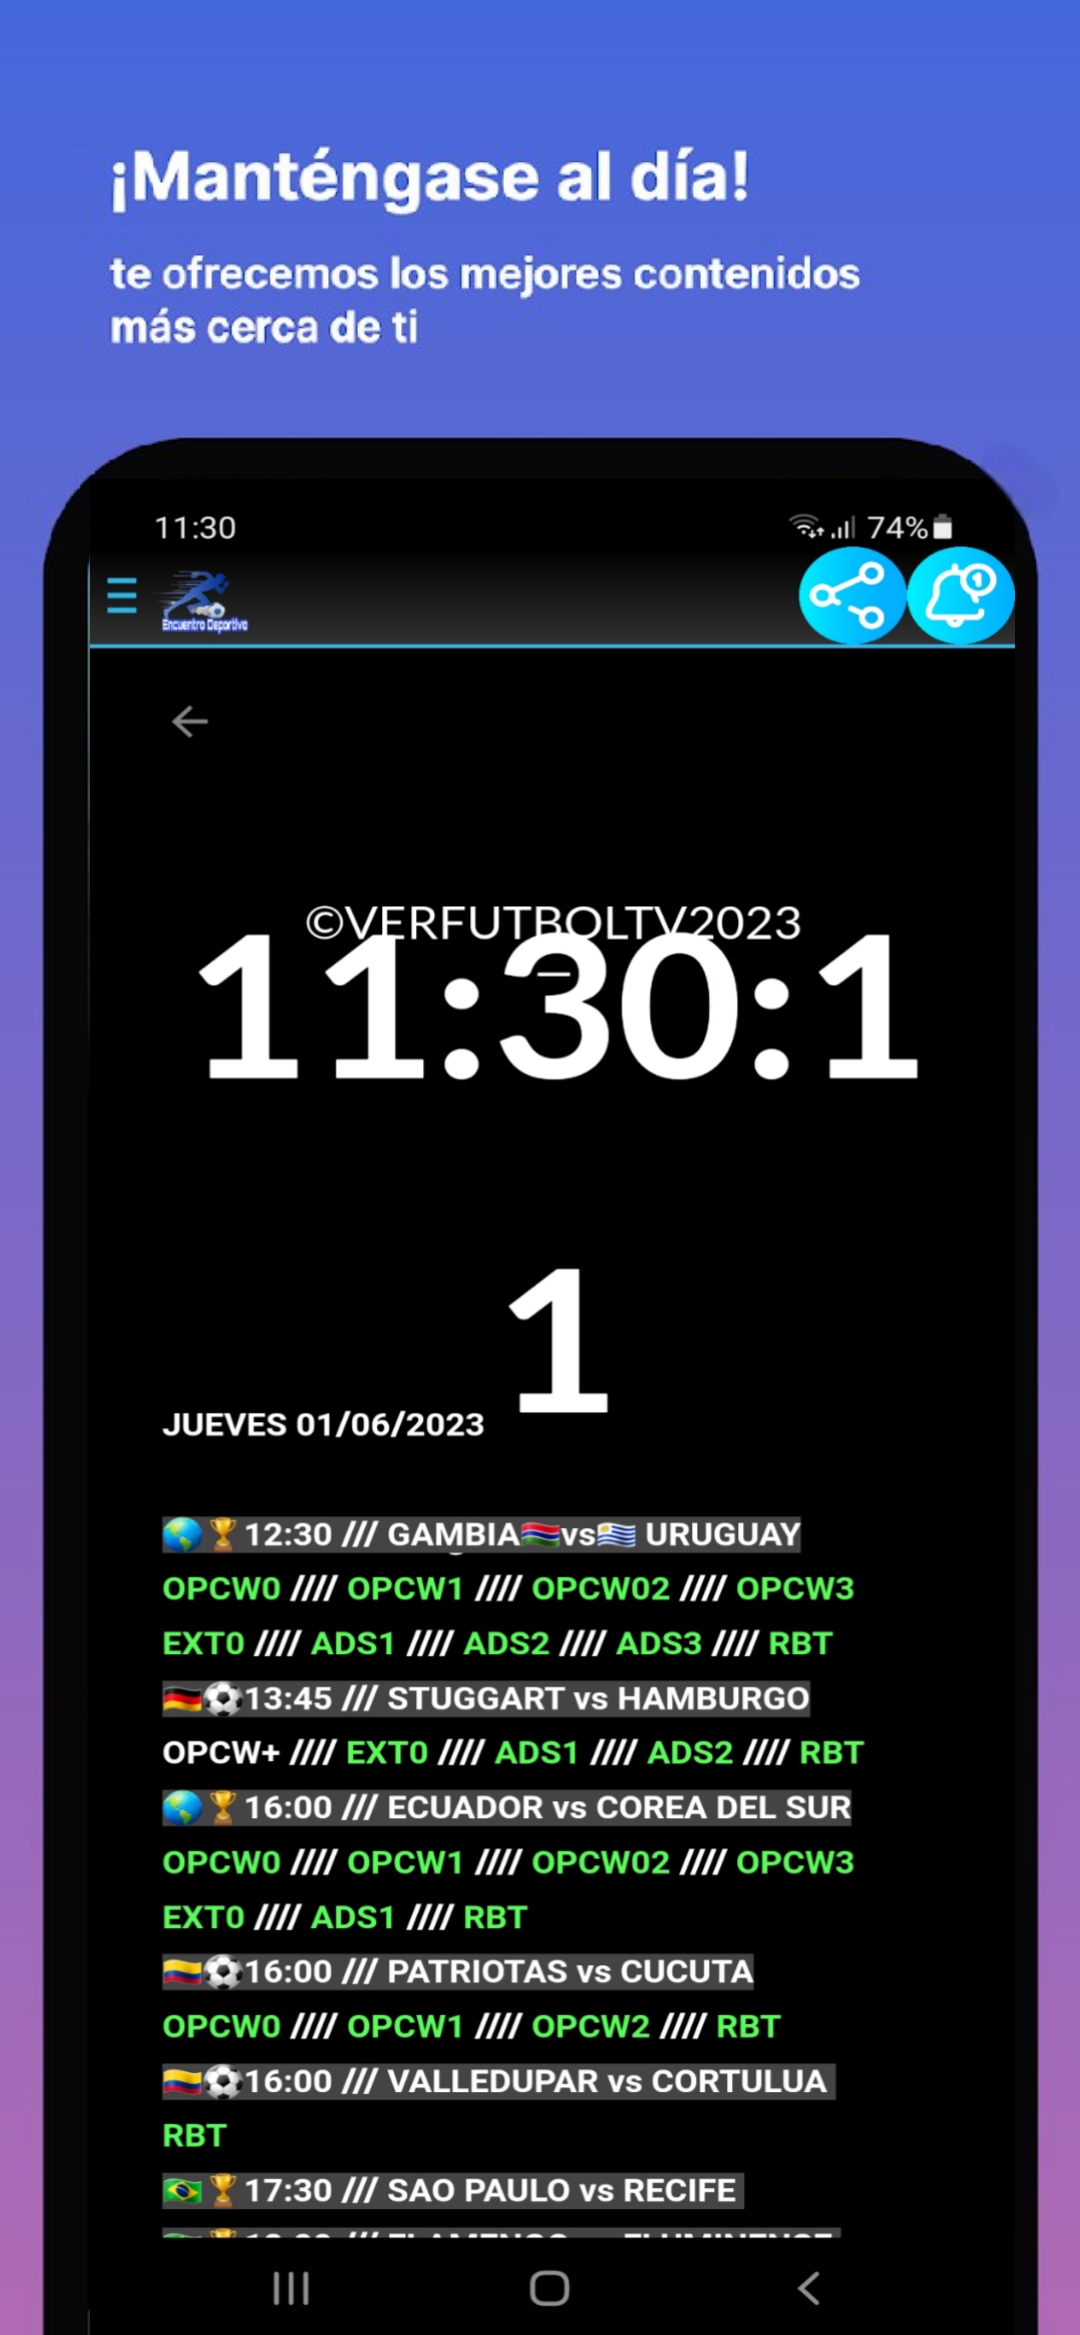 ¡Manténgase al día!
te ofrecemos los mejores contenidos
más cerca de ti
11:30
74%
Encuentro Deportivo
1
©VERFUTBOLTV2023
11:30:1
1
JUEVES 01/06/2023
12:30 /// GAMBIA vs URUGUAY
OPCW0 //// OPCW1 //// OPCW02 //// OPCW3
EXT0 //// ADS1 //// ADS2 //// ADS3 //// RBT
13:45 /// STUGGART vs HAMBURGO
OPCW+ //// EXT0 //// ADS1 //// ADS2 //// RBT
16:00 /// ECUADOR vs COREA DEL SUR
OPCW0 //// OPCW1 //// OPCW02 //// OPCW3
EXT0 //// ADS1 //// RBT
16:00 /// PATRIOTAS vs CUCUTA
OPCW0 //// OPCW1 //// OPCW2 //// RBT
16:00 /// VALLEDUPAR vs CORTULUA
RBT
17:30 /// SAO PAULO vs RECIFE